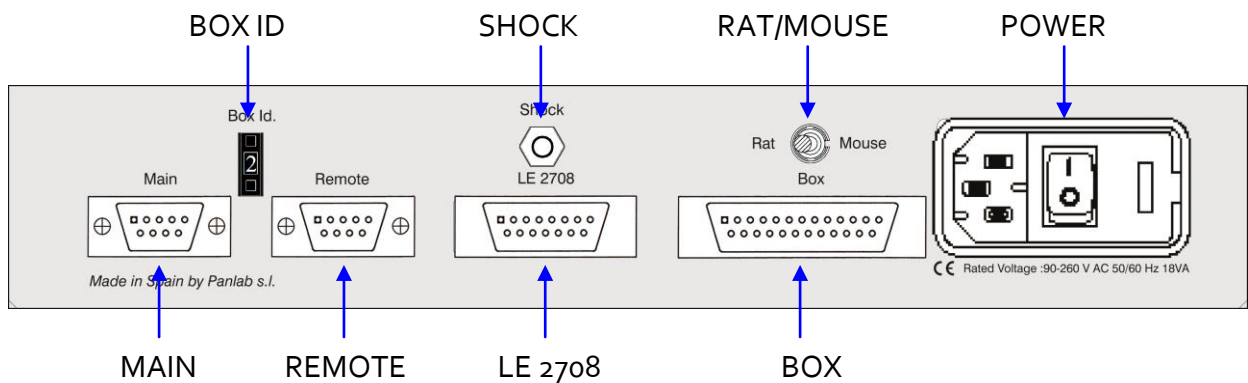 BOX ID SHOCK RAT/MOUSE POWER
Box Id. Shock
Rat Mouse
2
Main Remote LE 2708 Box
I
O
Made in Spain by Panlab s.l.
CE Rated Voltage :90-260 V AC 50/60 Hz 18VA
MAIN REMOTE LE 2708 BOX